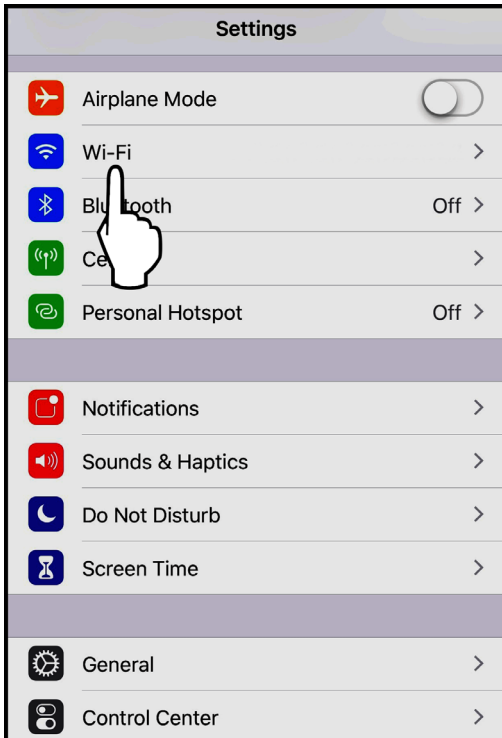 Settings
Airplane Mode
Wi-Fi
Off
Personal Hotspot
Off
Notifications
Sounds & Haptics
Do Not Disturb
Screen Time
General
Control Center